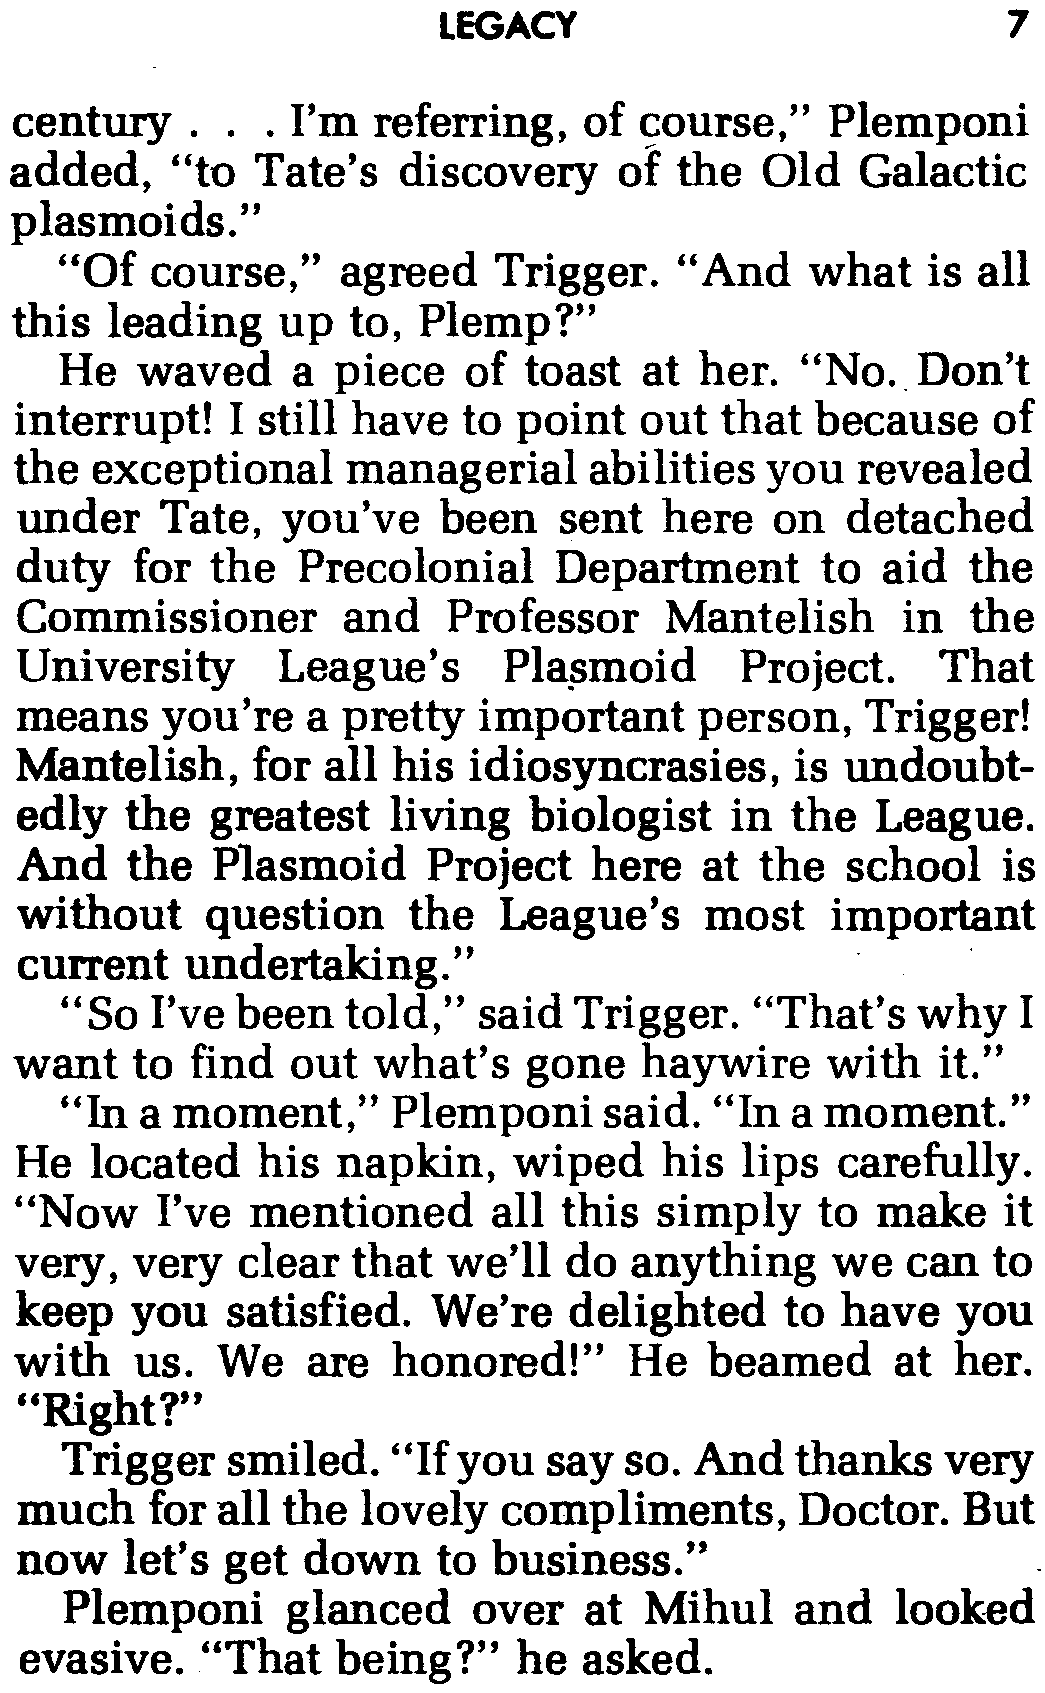 LEGACY 7
century . . . I'm referring, of course," Plemponi
added, "to Tate's discovery of the Old Galactic
plasmoids."
"Of course," agreed Trigger. "And what is all
this leading up to, Plemp?"
He waved a piece of toast at her. "No. Don't
interrupt! I still have to point out that because of
the exceptional managerial abilities you revealed
under Tate, you've been sent here on detached
duty for the Precolonial Department to aid the
Commissioner and Professor Mantelish in the
University League's Plasmoid Project. That
means you're a pretty important person, Trigger!
Mantelish, for all his idiosyncrasies, is undoubt-
edly the greatest living biologist in the League.
And the Plasmoid Project here at the school is
without question the League's most important
current undertaking."
"So I've been told," said Trigger. "That's why I
want to find out what's gone haywire with it."
"In a moment," Plemponi said. "In a moment."
He located his napkin, wiped his lips carefully.
"Now I've mentioned all this simply to make it
very, very clear that we'll do anything we can to
keep you satisfied. We're delighted to have you
with us. We are honored!" He beamed at her.
"Right?"
Trigger smiled. "If you say so. And thanks very
much for all the lovely compliments, Doctor. But
now let's get down to business."
Plemponi glanced over at Mihul and looked
evasive. "That being?" he asked.